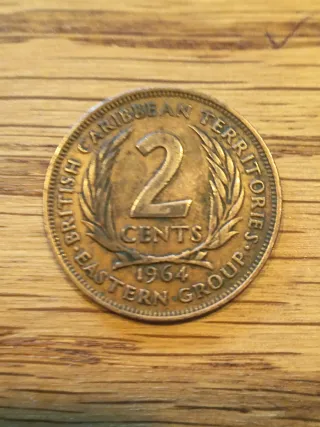 BRITISH CARIBBEAN TERRITORIES
2
CENTS
1964
· EASTERN GROUP ·